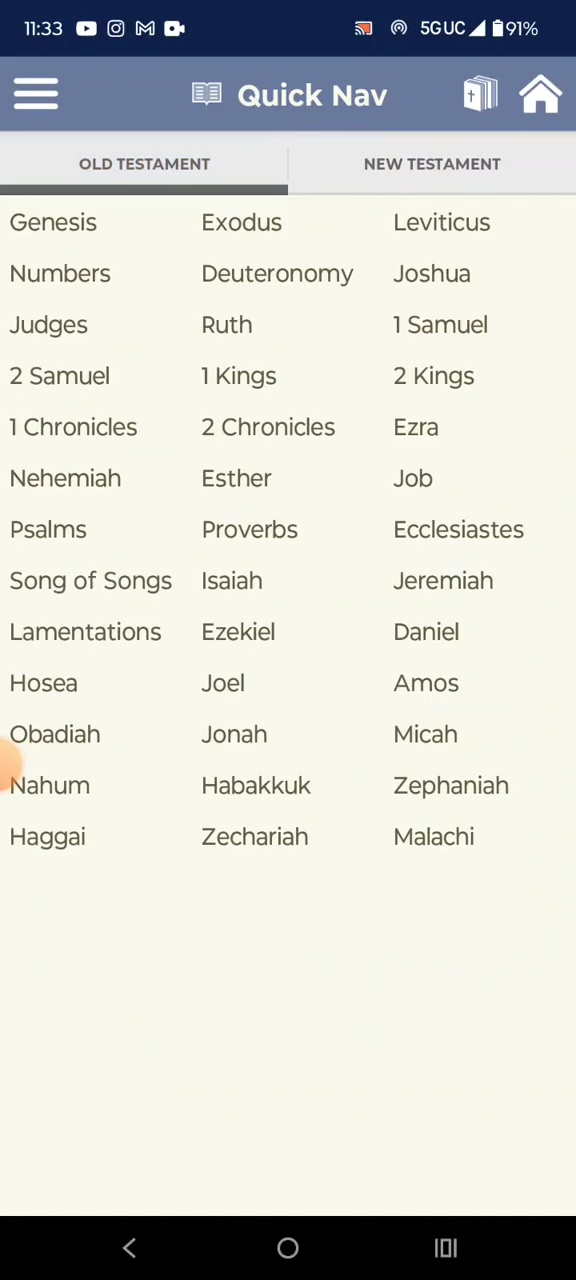 11:33 5G UC 91%
Quick Nav
OLD TESTAMENT NEW TESTAMENT
Genesis Exodus Leviticus
Numbers Deuteronomy Joshua
Judges Ruth 1 Samuel
2 Samuel 1 Kings 2 Kings
1 Chronicles 2 Chronicles Ezra
Nehemiah Esther Job
Psalms Proverbs Ecclesiastes
Song of Songs Isaiah Jeremiah
Lamentations Ezekiel Daniel
Hosea Joel Amos
Obadiah Jonah Micah
Nahum Habakkuk Zephaniah
Haggai Zechariah Malachi